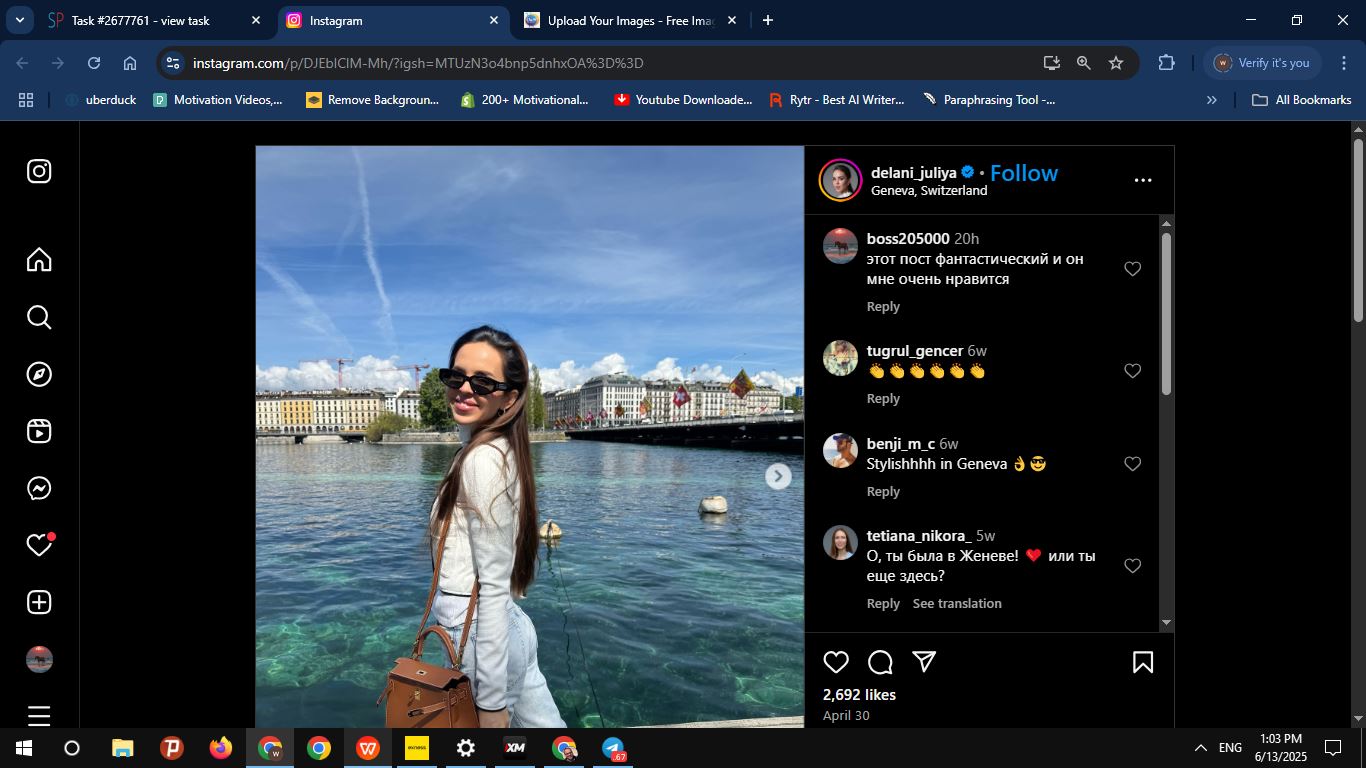 Task #2677761 - view task
Instagram
Upload Your Images - Free Imag
instagram.com/p/DJEblClM-Mh/?igsh=MTUzN3o4bnp5dnhxOA%3D%3D
Verify it's you
uberduck
Motivation Videos,...
Remove Backgroun...
200+ Motivational...
Youtube Downloade...
Rytr - Best AI Writer...
Paraphrasing Tool -...
All Bookmarks
delani_juliya • Follow
Geneva, Switzerland
boss205000 20h
этот пост фантастический и он
мне очень нравится
Reply
tugrul_gencer 6w
👏👏👏👏👏👏
Reply
benji_m_c 6w
Stylishhhh in Geneva 👌😎
Reply
tetiana_nikora_ 5w
О, ты была в Женеве! ❤️ или ты
еще здесь?
Reply See translation
2,692 likes
April 30
exness
XM
.67
ENG
1:03 PM
6/13/2025